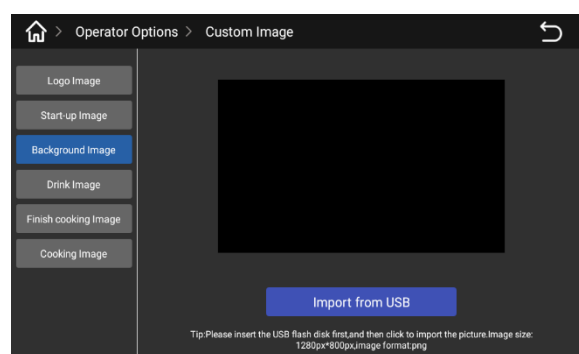 Operator Options > Custom Image
Logo Image
Start-up Image
Background Image
Drink Image
Finish cooking Image
Cooking Image
Import from USB
Tip:Please insert the USB flash disk first,and then click to import the picture.Image size:
1280px*800px,image format:png